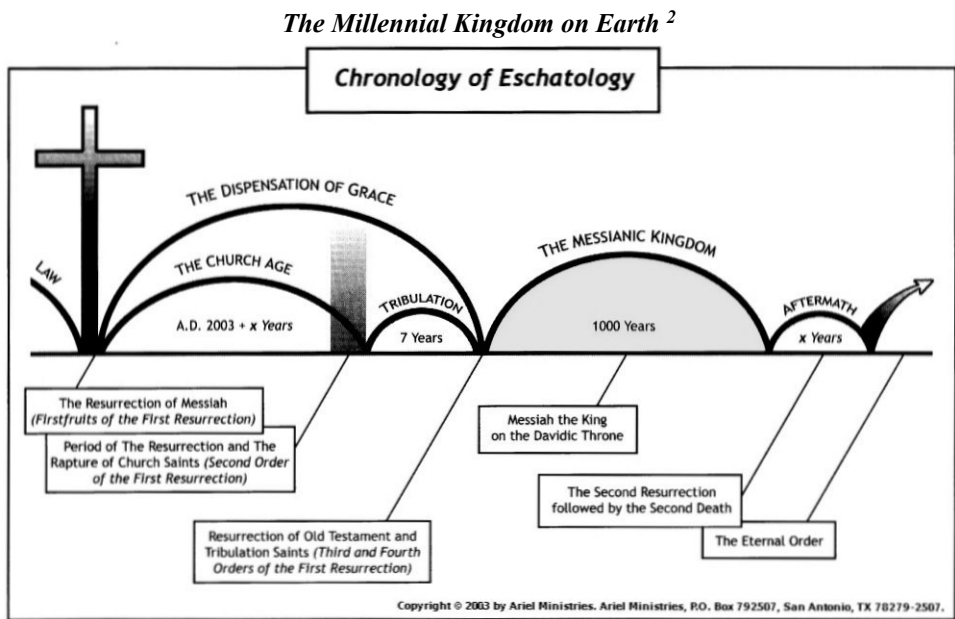 The Millennial Kingdom on Earth 2
Chronology of Eschatology
THE DISPENSATION OF GRACE
LAW
THE CHURCH AGE
A.D. 2003 + x Years
TRIBULATION
7 Years
THE MESSIANIC KINGDOM
1000 Years
AFTERMATH
x Years
The Resurrection of Messiah
(Firstfruits of the First Resurrection)
Period of The Resurrection and The
Rapture of Church Saints (Second Order
of the First Resurrection)
Resurrection of Old Testament and
Tribulation Saints (Third and Fourth
Orders of the First Resurrection)
Messiah the King
on the Davidic Throne
The Second Resurrection
followed by the Second Death
The Eternal Order
Copyright © 2003 by Ariel Ministries. Ariel Ministries, P.O. Box 792507, San Antonio, TX 78279-2507.